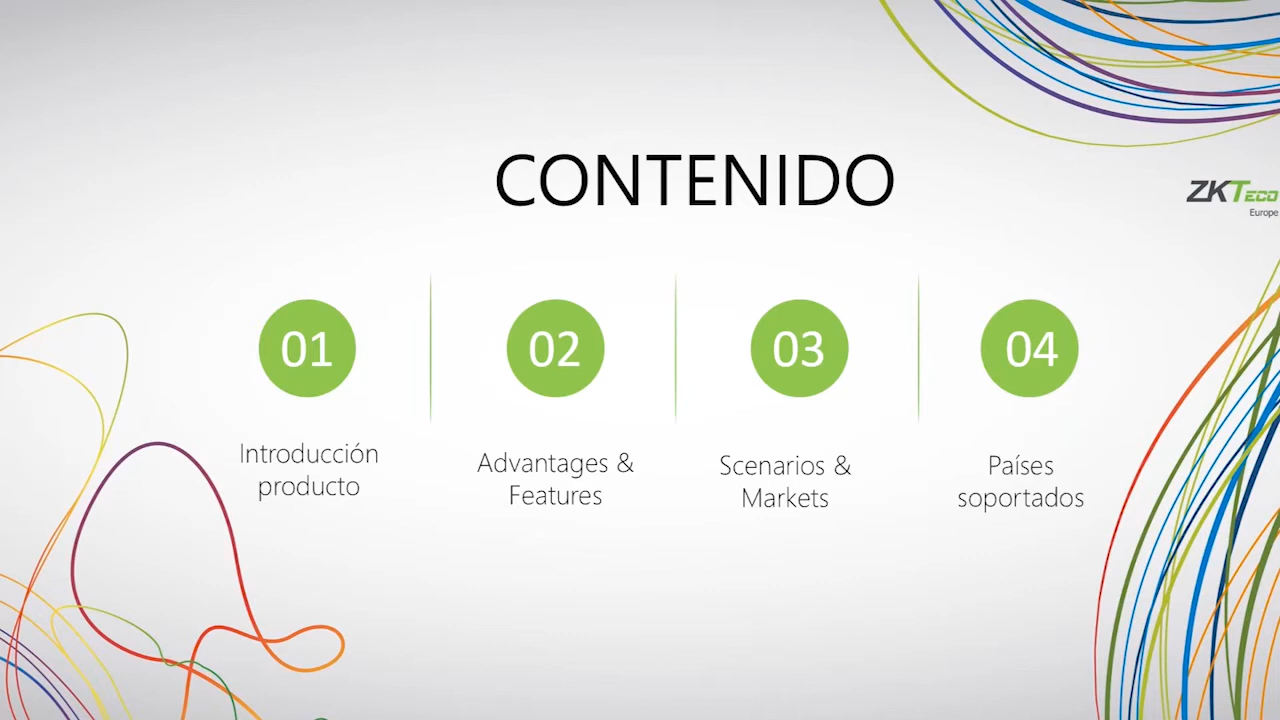 CONTENIDO
ZKTeco
Europe
01
02
03
04
Introducción
producto
Advantages &
Features
Scenarios &
Markets
Países
soportados